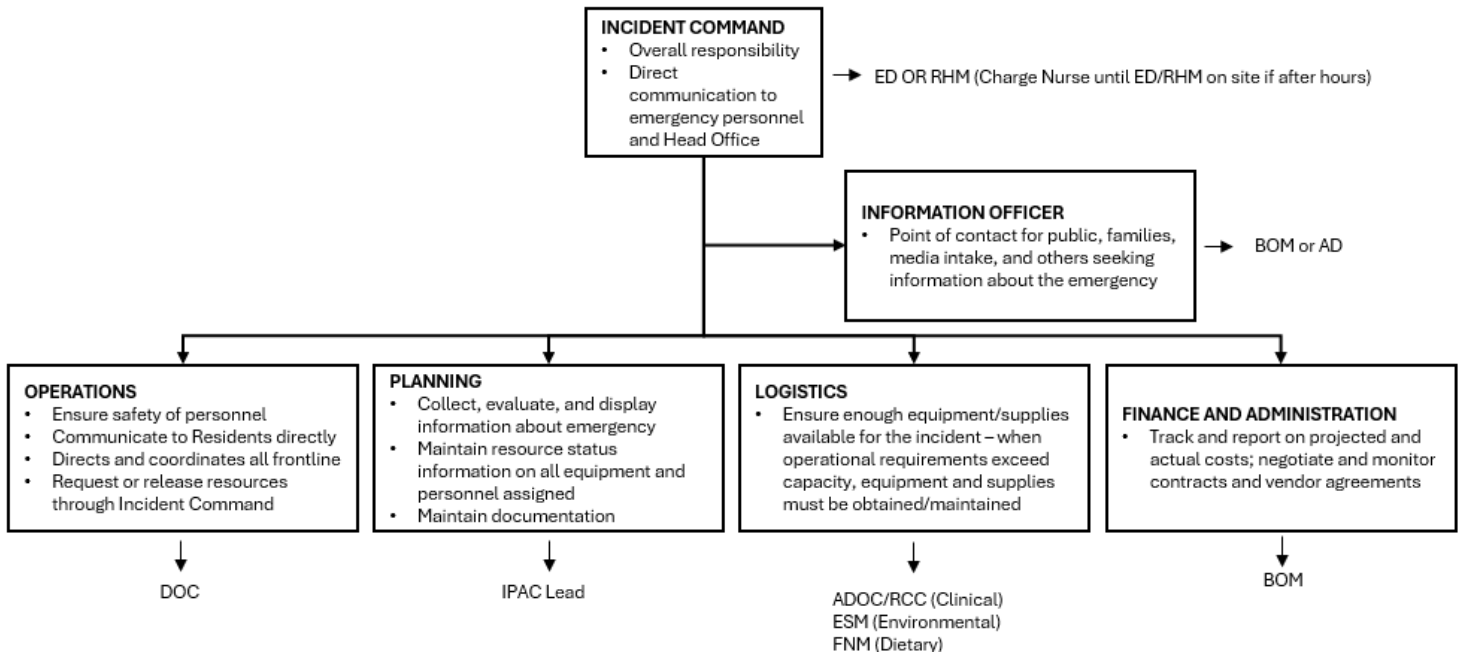 INCIDENT COMMAND
• Overall responsibility
• Direct
communication to
emergency personnel
and Head Office
ED OR RHM (Charge Nurse until ED/RHM on site if after hours)
INFORMATION OFFICER
• Point of contact for public, families,
media intake, and others seeking
information about the emergency
BOM or AD
OPERATIONS
• Ensure safety of personnel
• Communicate to Residents directly
• Directs and coordinates all frontline
• Request or release resources
through Incident Command
DOC
PLANNING
• Collect, evaluate, and display
information about emergency
• Maintain resource status
information on all equipment and
personnel assigned
• Maintain documentation
IPAC Lead
LOGISTICS
• Ensure enough equipment/supplies
available for the incident – when
operational requirements exceed
capacity, equipment and supplies
must be obtained/maintained
ADOC/RCC (Clinical)
ESM (Environmental)
FNM (Dietary)
FINANCE AND ADMINISTRATION
• Track and report on projected and
actual costs; negotiate and monitor
contracts and vendor agreements
BOM